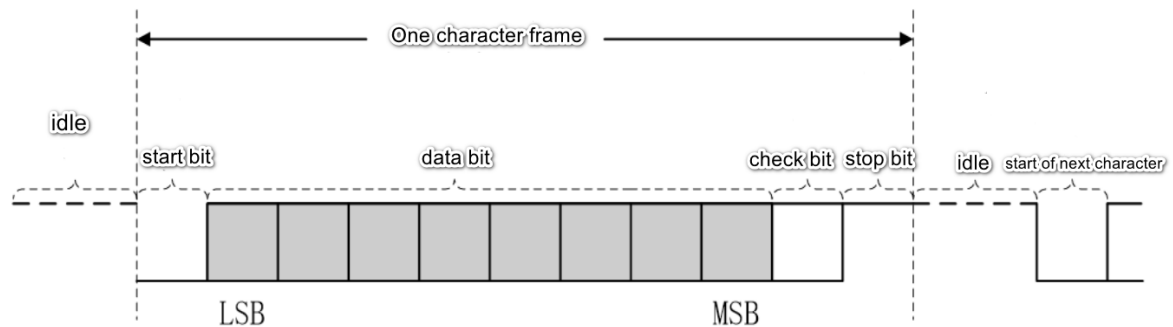 One character frame
idle
start bit
data bit
check bit
stop bit
idle
start of next character
LSB
MSB